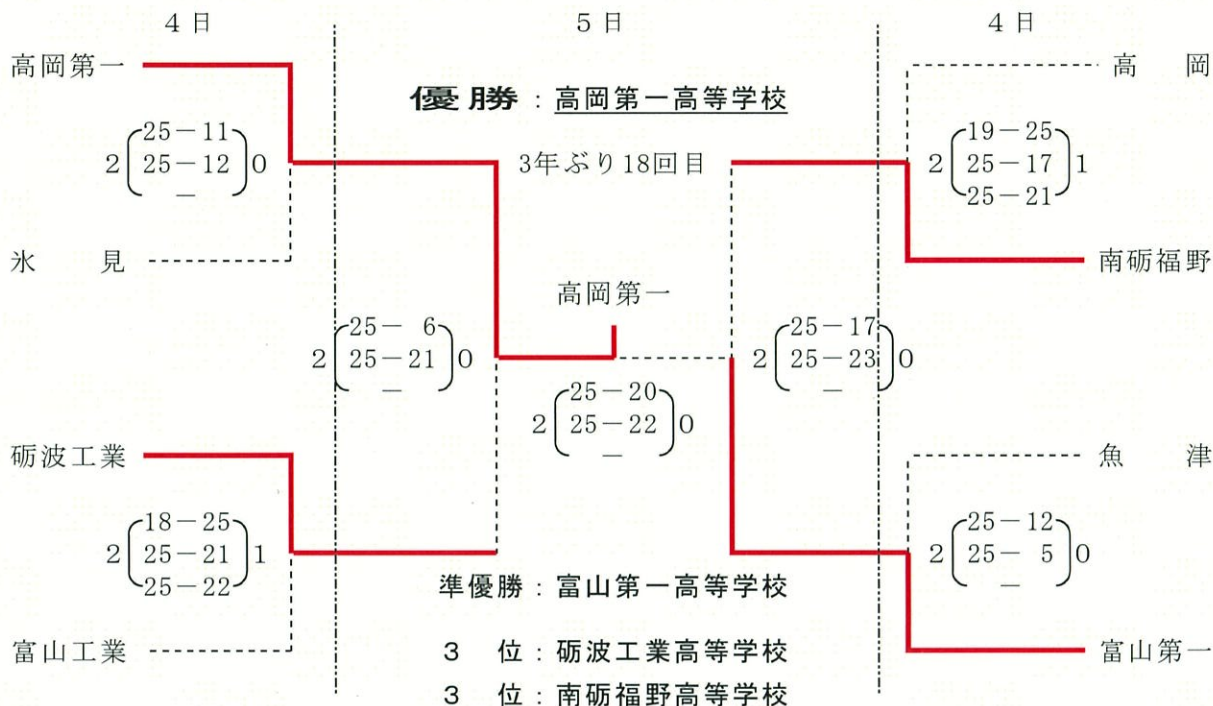 4日
5日
4日
高岡第一
高 岡
優勝：高岡第一高等学校
25－11
2 25－12 0
－
3年ぶり18回目
19－25
2 25－17 1
25－21
氷 見
南砺福野
高岡第一
25－ 6
2 25－21 0
－
25－17
2 25－23 0
－
25－20
2 25－22 0
－
砺波工業
魚 津
18－25
2 25－21 1
25－22
25－12
2 25－ 5 0
－
準優勝：富山第一高等学校
富山工業
3 位：砺波工業高等学校
富山第一
3 位：南砺福野高等学校